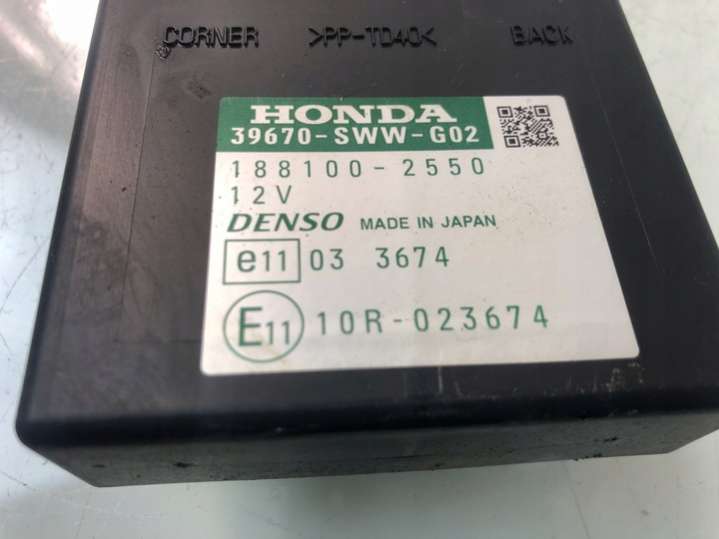 CORNER >PP-TD40< BACK
HONDA
39670-SWW-G02
188100-2550
12V
DENSO MADE IN JAPAN
e11 03 3674
E11 10R-023674